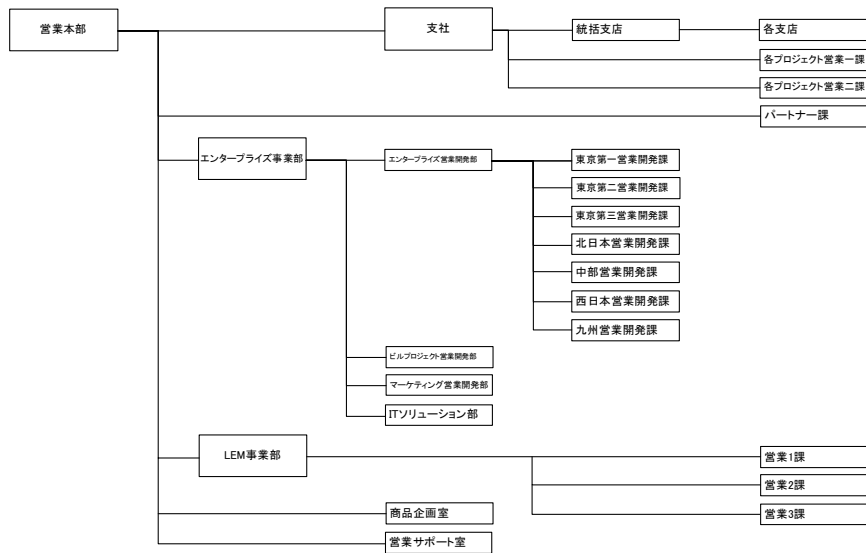 営業本部
支社
統括支店
各支店
各プロジェクト営業一課
各プロジェクト営業二課
パートナー課
エンタープライズ事業部
エンタープライズ営業開発部
東京第一営業開発課
東京第二営業開発課
東京第三営業開発課
北日本営業開発課
中部営業開発課
西日本営業開発課
九州営業開発課
ビルプロジェクト営業開発部
マーケティング営業開発部
ITソリューション部
LEM事業部
営業1課
営業2課
営業3課
商品企画室
営業サポート室